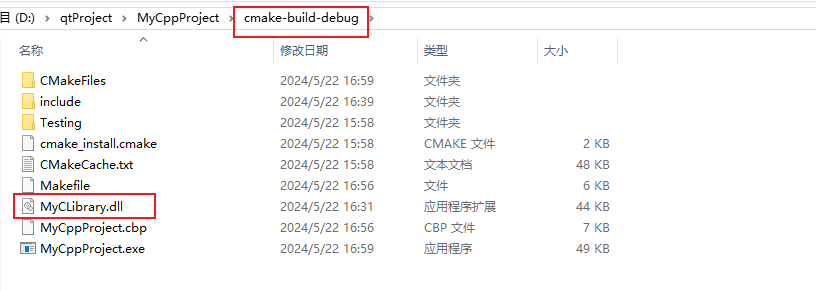 目 (D:) › qtProject › MyCppProject › cmake-build-debug ›
名称 修改日期 类型 大小
CMakeFiles 2024/5/22 16:59 文件夹
include 2024/5/22 16:39 文件夹
Testing 2024/5/22 15:58 文件夹
cmake_install.cmake 2024/5/22 15:58 CMAKE 文件 2 KB
CMakeCache.txt 2024/5/22 15:58 文本文档 48 KB
Makefile 2024/5/22 16:56 文件 6 KB
MyCLibrary.dll 2024/5/22 16:31 应用程序扩展 44 KB
MyCppProject.cbp 2024/5/22 16:56 CBP 文件 7 KB
MyCppProject.exe 2024/5/22 16:59 应用程序 49 KB